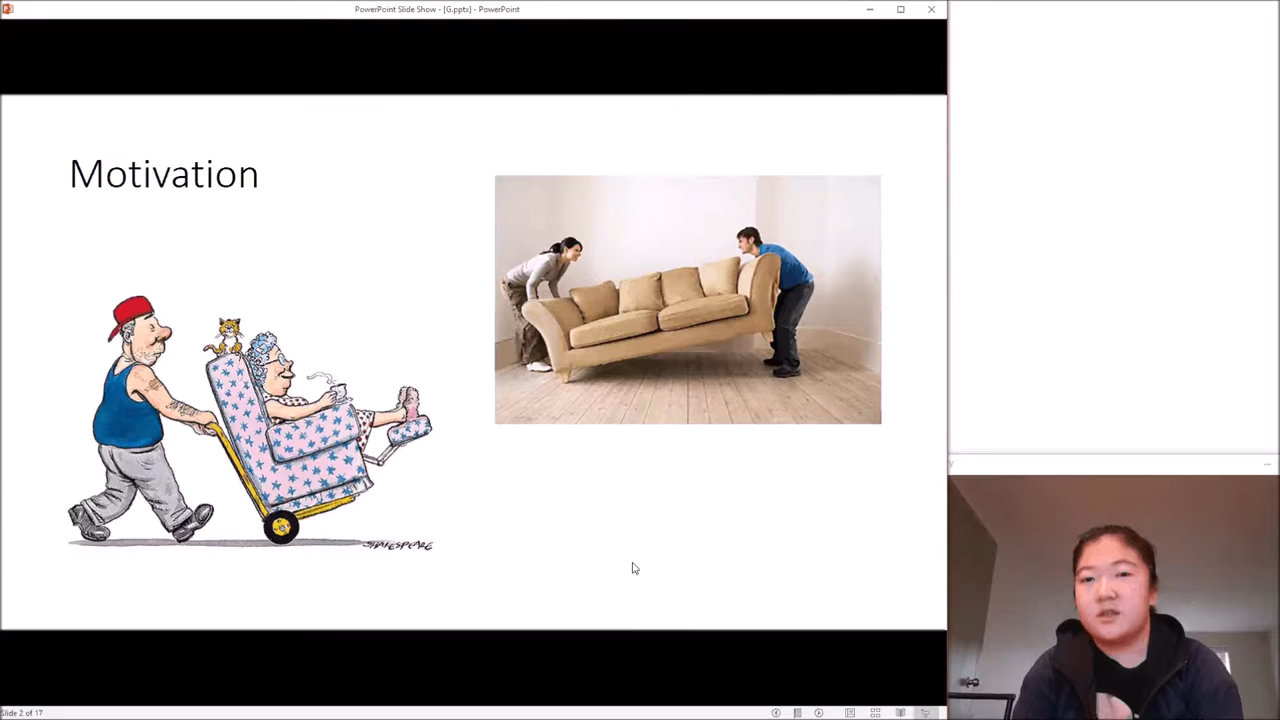 PowerPoint Slide Show - [G.pptx] - PowerPoint
Motivation
SHAKESPEARE
Slide 2 of 17